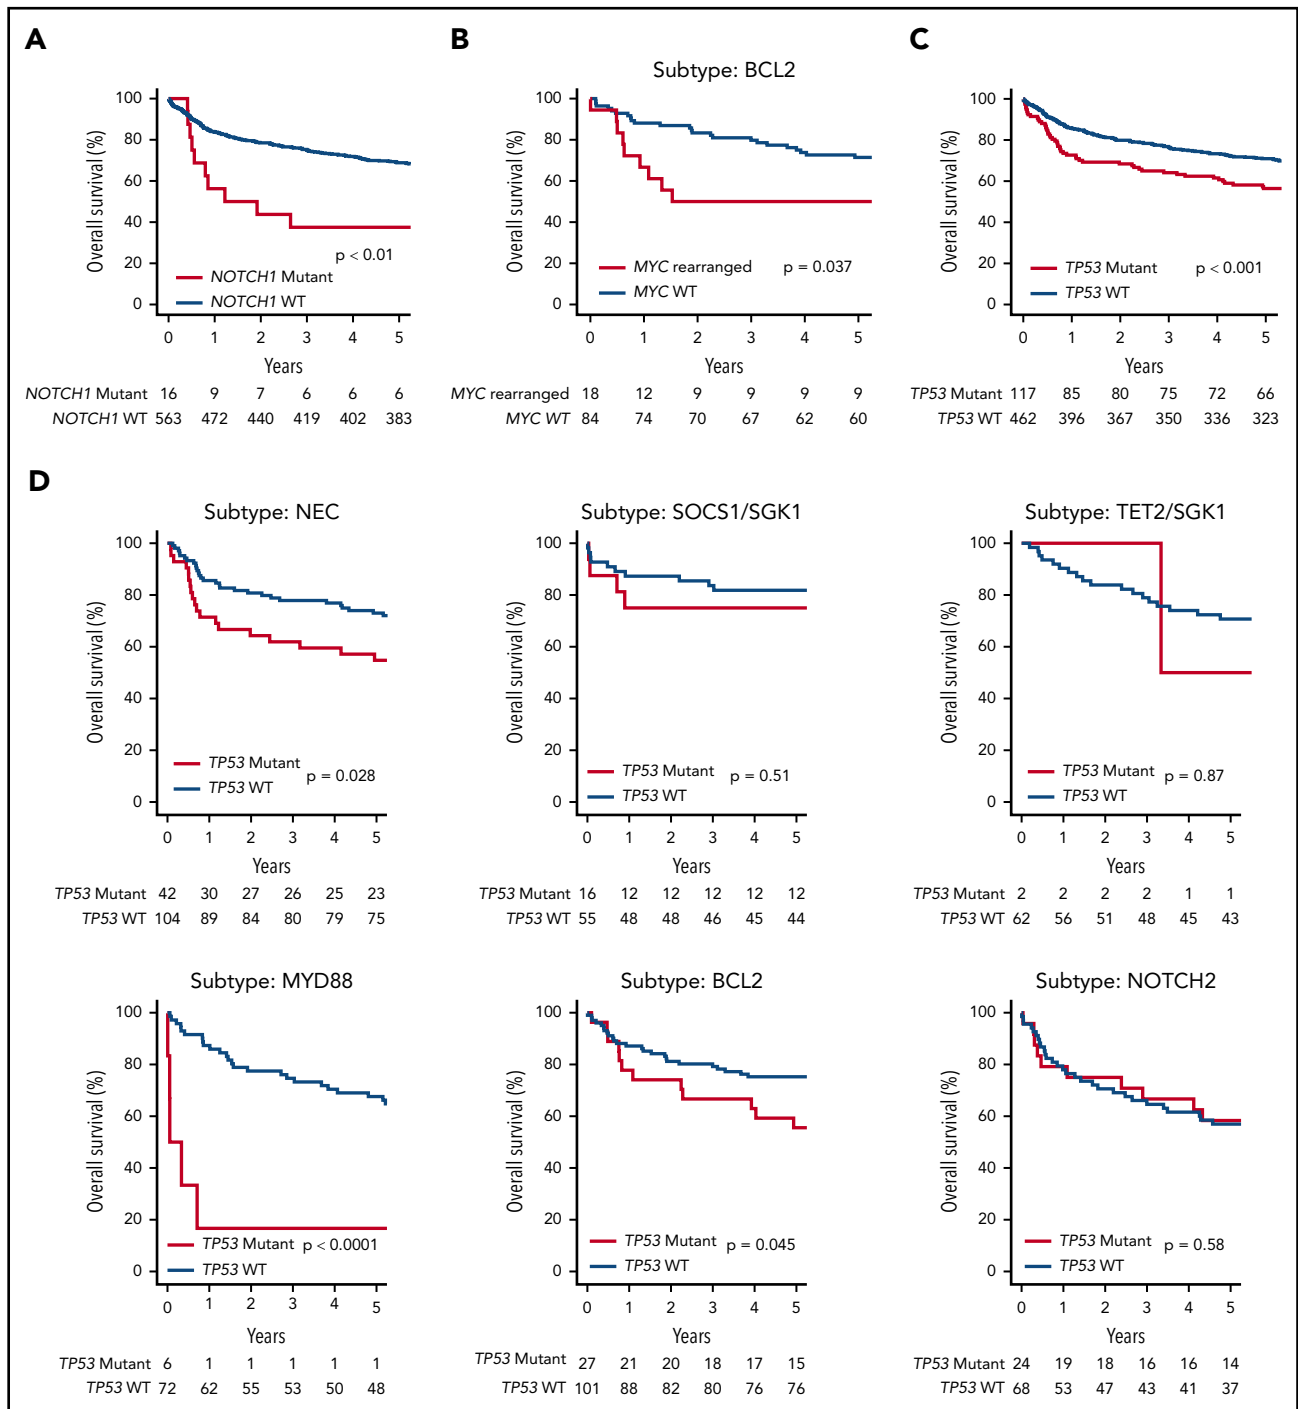 A
100
80
60
40
20
0
Overall survival (%)
p < 0.01
NOTCH1 Mutant
NOTCH1 WT
0 1 2 3 4 5
Years
NOTCH1 Mutant 16 9 7 6 6 6
NOTCH1 WT 563 472 440 419 402 383
B
Subtype: BCL2
100
80
60
40
20
0
Overall survival (%)
MYC rearranged p = 0.037
MYC WT
0 1 2 3 4 5
Years
MYC rearranged 18 12 9 9 9 9
MYC WT 84 74 70 67 62 60
C
100
80
60
40
20
0
Overall survival (%)
TP53 Mutant p < 0.001
TP53 WT
0 1 2 3 4 5
Years
TP53 Mutant 117 85 80 75 72 66
TP53 WT 462 396 367 350 336 323
D
Subtype: NEC
100
80
60
40
20
0
Overall survival (%)
TP53 Mutant
p = 0.028
TP53 WT
0 1 2 3 4 5
Years
TP53 Mutant 42 30 27 26 25 23
TP53 WT 104 89 84 80 79 75
Subtype: SOCS1/SGK1
100
80
60
40
20
0
Overall survival (%)
TP53 Mutant p = 0.51
TP53 WT
0 1 2 3 4 5
Years
TP53 Mutant 16 12 12 12 12 12
TP53 WT 55 48 48 46 45 44
Subtype: TET2/SGK1
100
80
60
40
20
0
Overall survival (%)
TP53 Mutant p = 0.87
TP53 WT
0 1 2 3 4 5
Years
TP53 Mutant 2 2 2 2 1 1
TP53 WT 62 56 51 48 45 43
Subtype: MYD88
100
80
60
40
20
0
Overall survival (%)
TP53 Mutant p < 0.0001
TP53 WT
0 1 2 3 4 5
Years
TP53 Mutant 6 1 1 1 1 1
TP53 WT 72 62 55 53 50 48
Subtype: BCL2
100
80
60
40
20
0
Overall survival (%)
TP53 Mutant p = 0.045
TP53 WT
0 1 2 3 4 5
Years
TP53 Mutant 27 21 20 18 17 15
TP53 WT 101 88 82 80 76 76
Subtype: NOTCH2
100
80
60
40
20
0
Overall survival (%)
TP53 Mutant p = 0.58
TP53 WT
0 1 2 3 4 5
Years
TP53 Mutant 24 19 18 16 16 14
TP53 WT 68 53 47 43 41 37